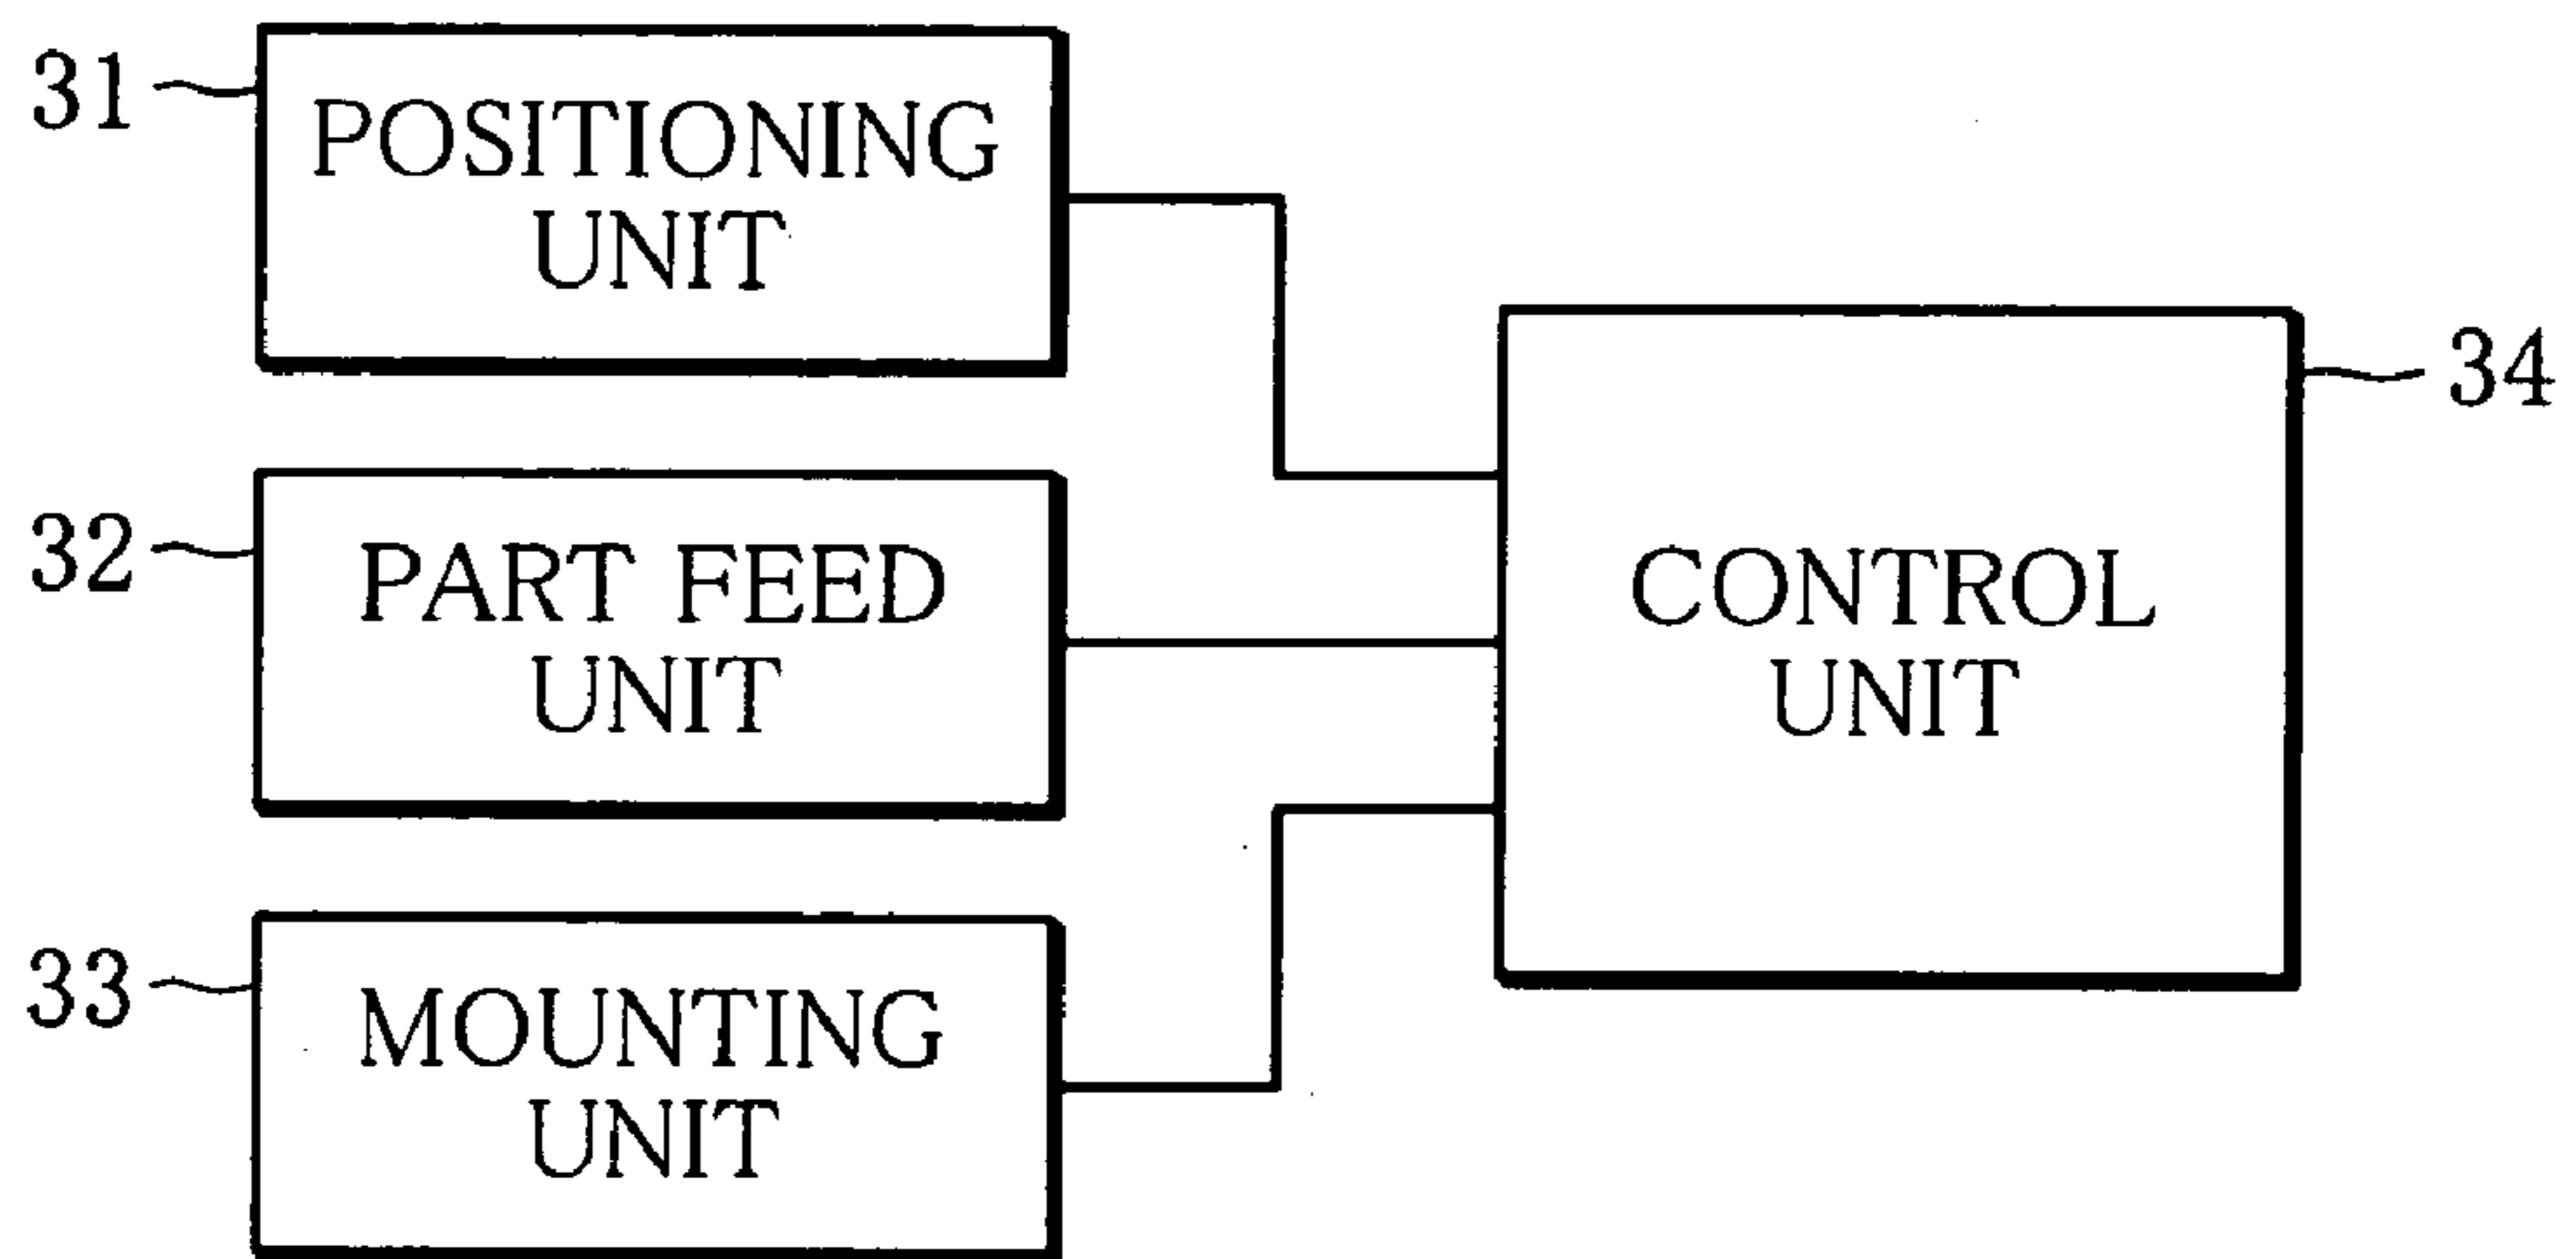 31
POSITIONING
UNIT
32
PART FEED
UNIT
33
MOUNTING
UNIT
CONTROL
UNIT
34